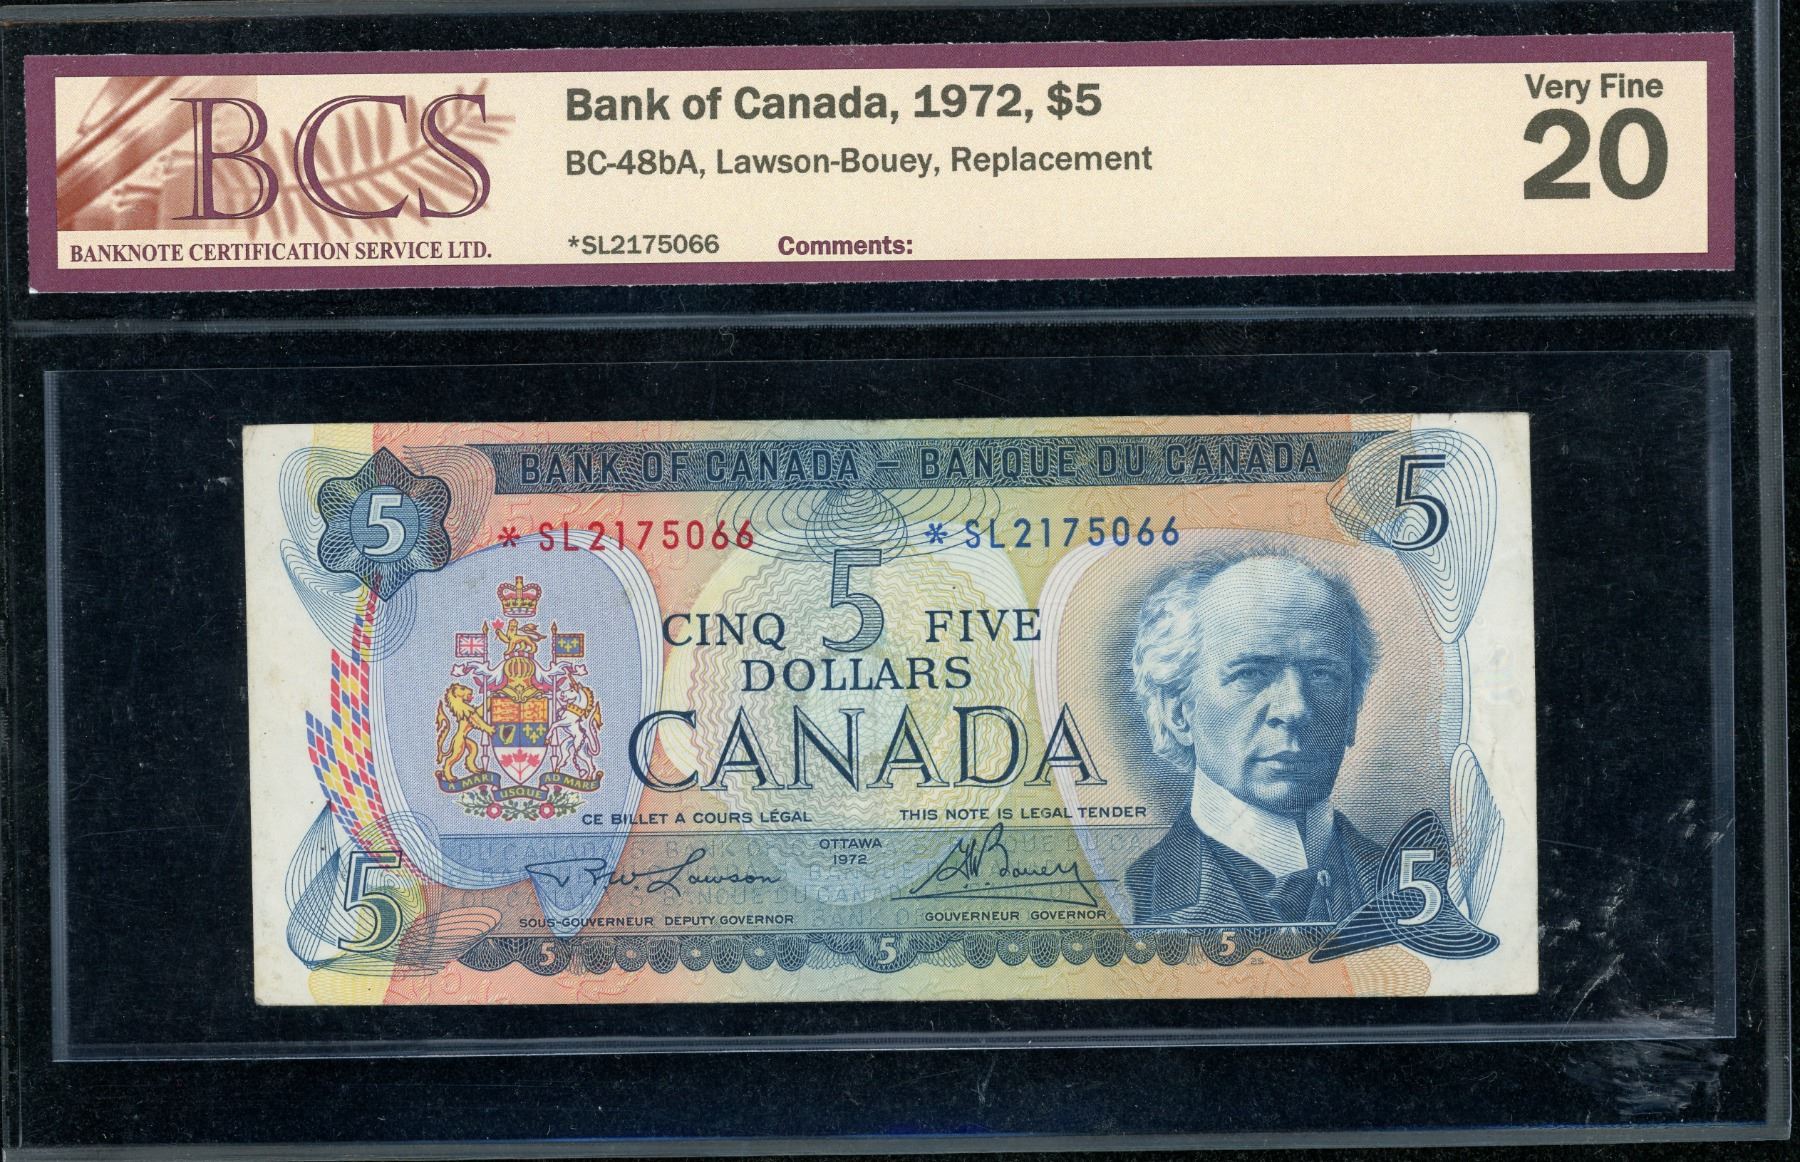 BCS
BANKNOTE CERTIFICATION SERVICE LTD.
Bank of Canada, 1972, $5
BC-48bA, Lawson-Bouey, Replacement
*SL2175066 Comments:
Very Fine
20
BANK OF CANADA – BANQUE DU CANADA
5 5
*SL2175066 *SL2175066
5
CINQ FIVE
DOLLARS
CANADA
A MARI USQUE AD MARE
CE BILLET A COURS LÉGAL THIS NOTE IS LEGAL TENDER
OTTAWA
1972
R.W. Lawson G.K. Bouey
SOUS-GOUVERNEUR DEPUTY GOVERNOR GOUVERNEUR GOVERNOR
5 5
5 5 5
25